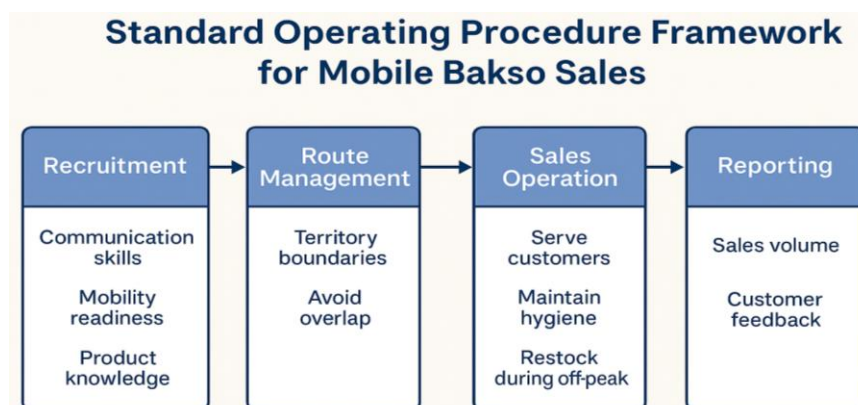 Standard Operating Procedure Framework
for Mobile Bakso Sales
Recruitment
Communication
skills
Mobility
readiness
Product
knowledge
Route
Management
Territory
boundaries
Avoid
overlap
Sales
Operation
Serve
customers
Maintain
hygiene
Restock
during off-peak
Reporting
Sales volume
Customer
feedback